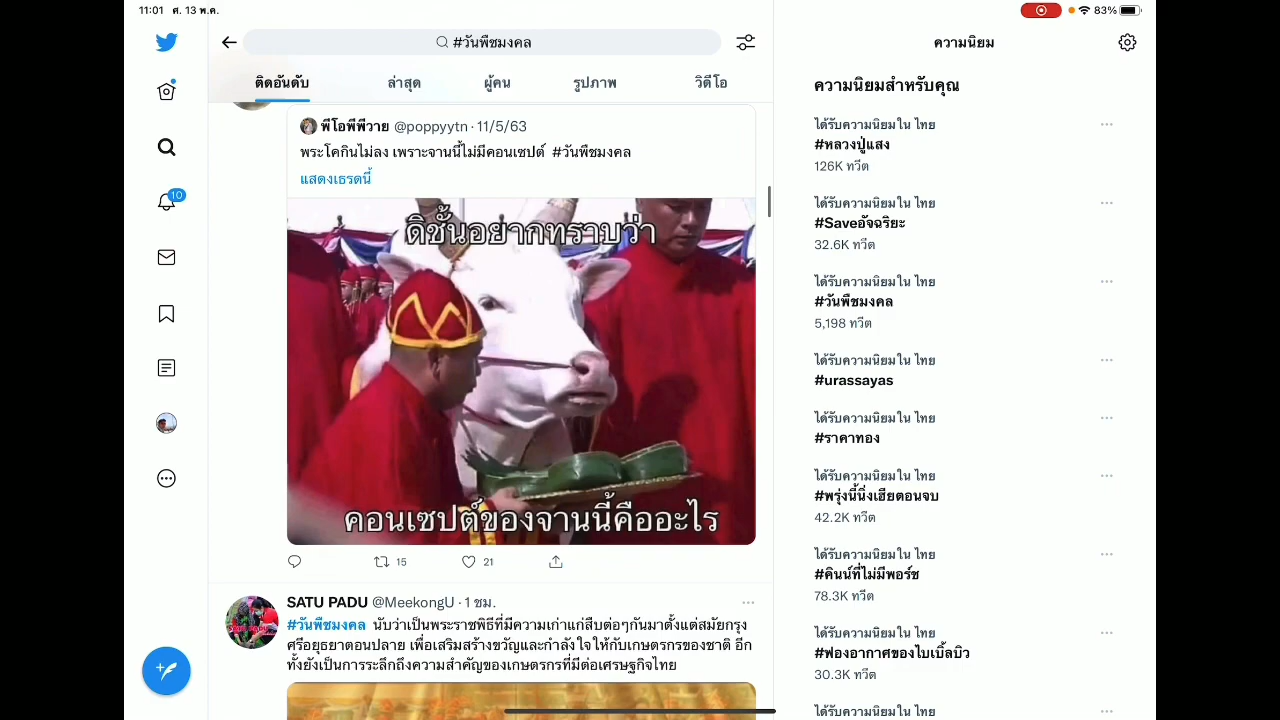 11:01 ศ. 13 พ.ค.
83%
#วันพืชมงคล
ติดอันดับ
ล่าสุด
ผู้คน
รูปภาพ
วิดีโอ
10
พีโอพีพีวาย @poppyytn · 11/5/63
พระโคกินไม่ลง เพราะจานนี้ไม่มีคอนเซปต์ #วันพืชมงคล
แสดงเธรดนี้
ดิชั้นอยากทราบว่า
คอนเซปต์ของจานนี้คืออะไร
15
21
SATU PADU @MeekongU · 1 ชม.
#วันพืชมงคล นับว่าเป็นพระราชพิธีที่มีความเก่าแก่สืบต่อๆกันมาตั้งแต่สมัยกรุง
ศรีอยุธยาตอนปลาย เพื่อเสริมสร้างขวัญและกำลังใจให้กับเกษตรกรของชาติ อีก
ทั้งยังเป็นการระลึกถึงความสำคัญของเกษตรกรที่มีต่อเศรษฐกิจไทย
ความนิยม
ความนิยมสำหรับคุณ
ได้รับความนิยมใน ไทย
#หลวงปู่แสง
126K ทวีต
ได้รับความนิยมใน ไทย
#Saveอัจฉริยะ
32.6K ทวีต
ได้รับความนิยมใน ไทย
#วันพืชมงคล
5,198 ทวีต
ได้รับความนิยมใน ไทย
#urassayas
ได้รับความนิยมใน ไทย
#ราคาทอง
ได้รับความนิยมใน ไทย
#พรุ่งนี้นิ่งเฮียตอนจบ
42.2K ทวีต
ได้รับความนิยมใน ไทย
#คินน์ที่ไม่มีพอร์ช
78.3K ทวีต
ได้รับความนิยมใน ไทย
#ฟองอากาศของไบเบิ้ลบิว
30.3K ทวีต
ได้รับความนิยมใน ไทย